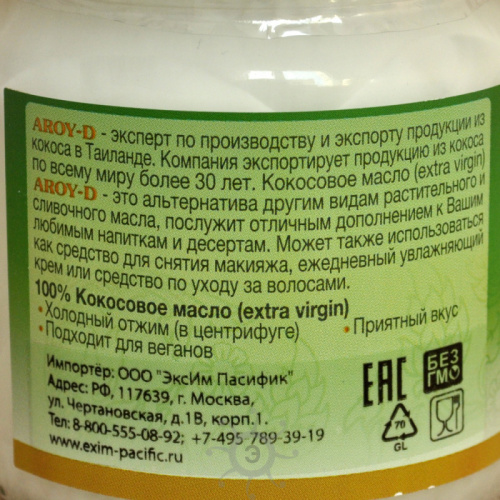 AROY-D - эксперт по производству и экспорту продукции из
кокоса в Таиланде. Компания экспортирует продукцию из кокоса
по всему миру более 30 лет. Кокосовое масло (extra virgin)
AROY-D - это альтернатива другим видам растительного и
сливочного масла, послужит отличным дополнением к Вашим
любимым напиткам и десертам. Может также использоваться
как средство для снятия макияжа, ежедневный увлажняющий
крем или средство по уходу за волосами.
100% Кокосовое масло (extra virgin)
• Холодный отжим (в центрифуге) • Приятный вкус
• Подходит для веганов
Импортёр: ООО "ЭксИм Пасифик"
Адрес: РФ, 117639, г. Москва,
ул. Чертановская, д.1В, корп.1.
Тел: 8-800-555-08-92; +7-495-789-39-19
www.exim-pacific.ru
EAC
БЕЗ
ГМО
70
GL
Э